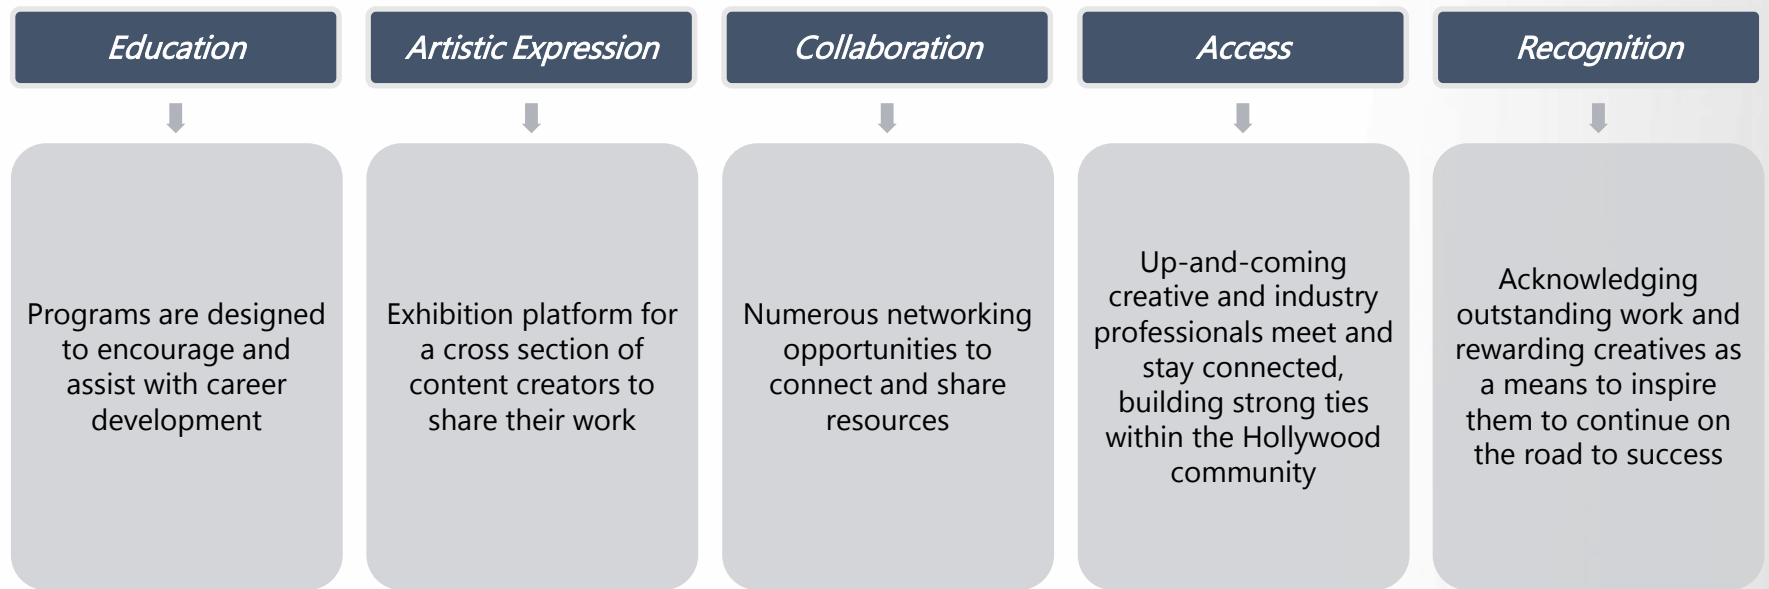 Education
Programs are designed
to encourage and
assist with career
development
Artistic Expression
Exhibition platform for
a cross section of
content creators to
share their work
Collaboration
Numerous networking
opportunities to
connect and share
resources
Access
Up-and-coming
creative and industry
professionals meet and
stay connected,
building strong ties
within the Hollywood
community
Recognition
Acknowledging
outstanding work and
rewarding creatives as
a means to inspire
them to continue on
the road to success